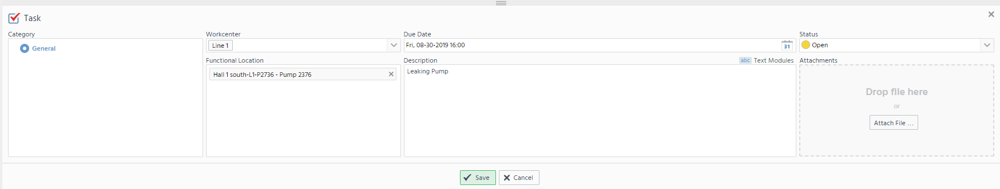 Task
Category
General
Workcenter
Line 1
Due Date
Fri, 08-30-2019 16:00
31
Status
Open
Functional Location
Hall 1 south-L1-P2736 - Pump 2376
Description
abc Text Modules
Leaking Pump
Attachments
Drop file here
or
Attach File ...
Save
Cancel